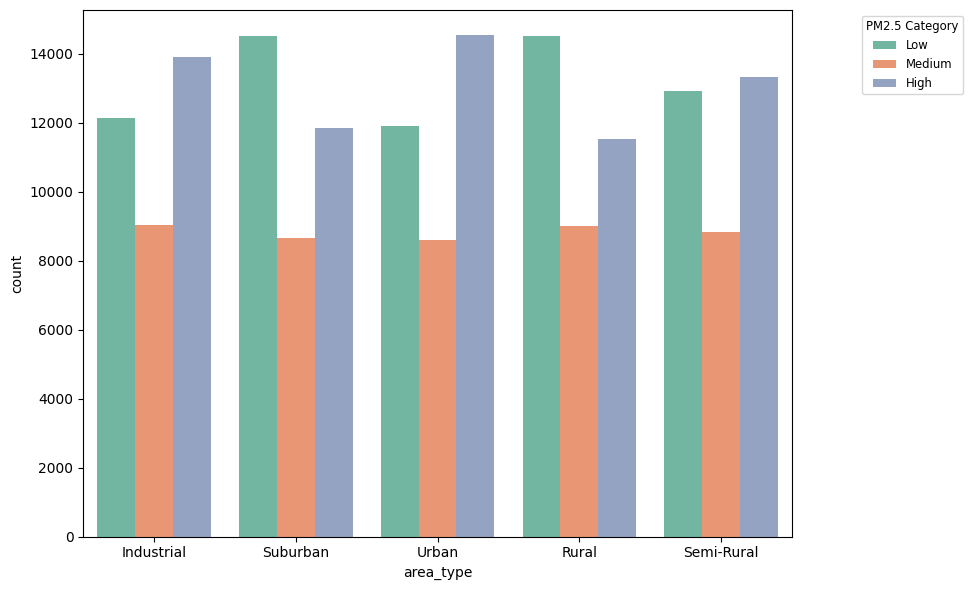 PM2.5 Category
Low
Medium
High
14000
12000
10000
8000
6000
4000
2000
0
count
Industrial
Suburban
Urban
Rural
Semi-Rural
area_type